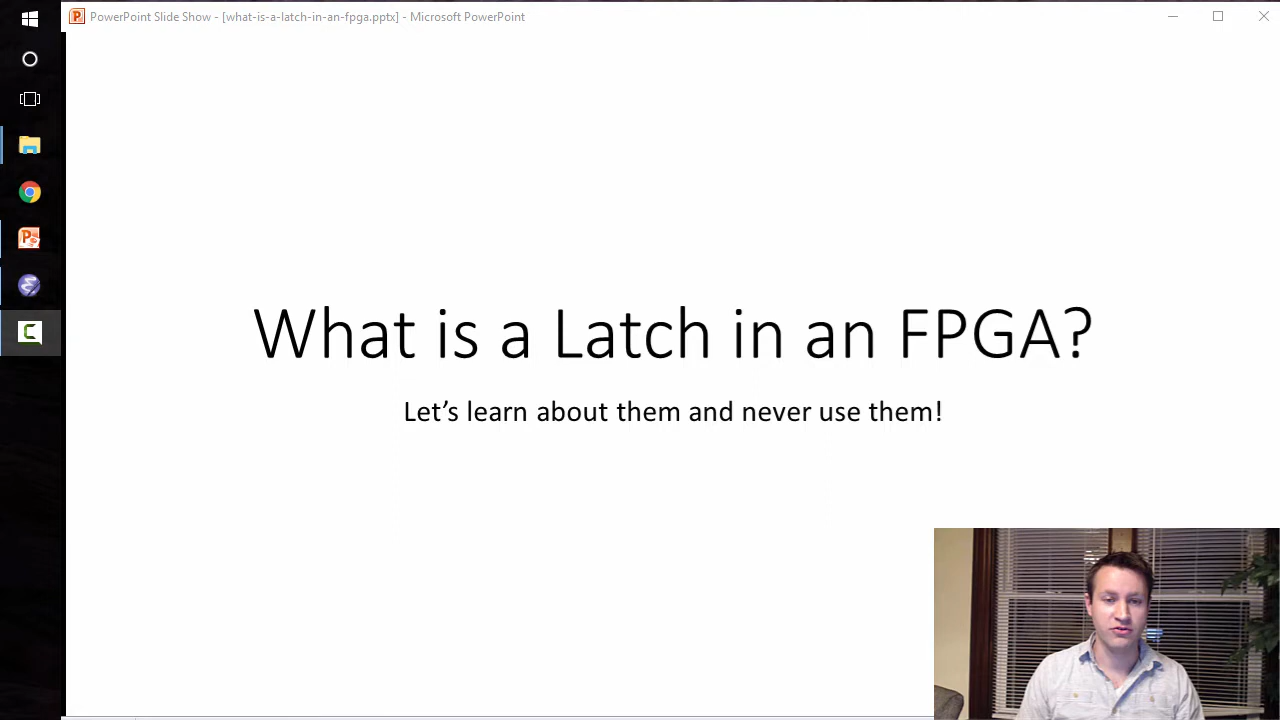 PowerPoint Slide Show - [what-is-a-latch-in-an-fpga.pptx] - Microsoft PowerPoint
What is a Latch in an FPGA?
Let’s learn about them and never use them!